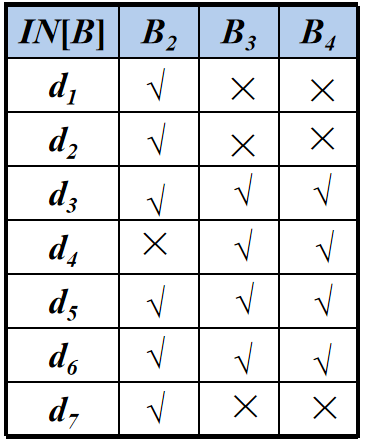 IN[B] B₂ B₃ B₄
d₁ √ × ×
d₂ √ × ×
d₃ √ √ √
d₄ × √ √
d₅ √ √ √
d₆ √ √ √
d₇ √ × ×